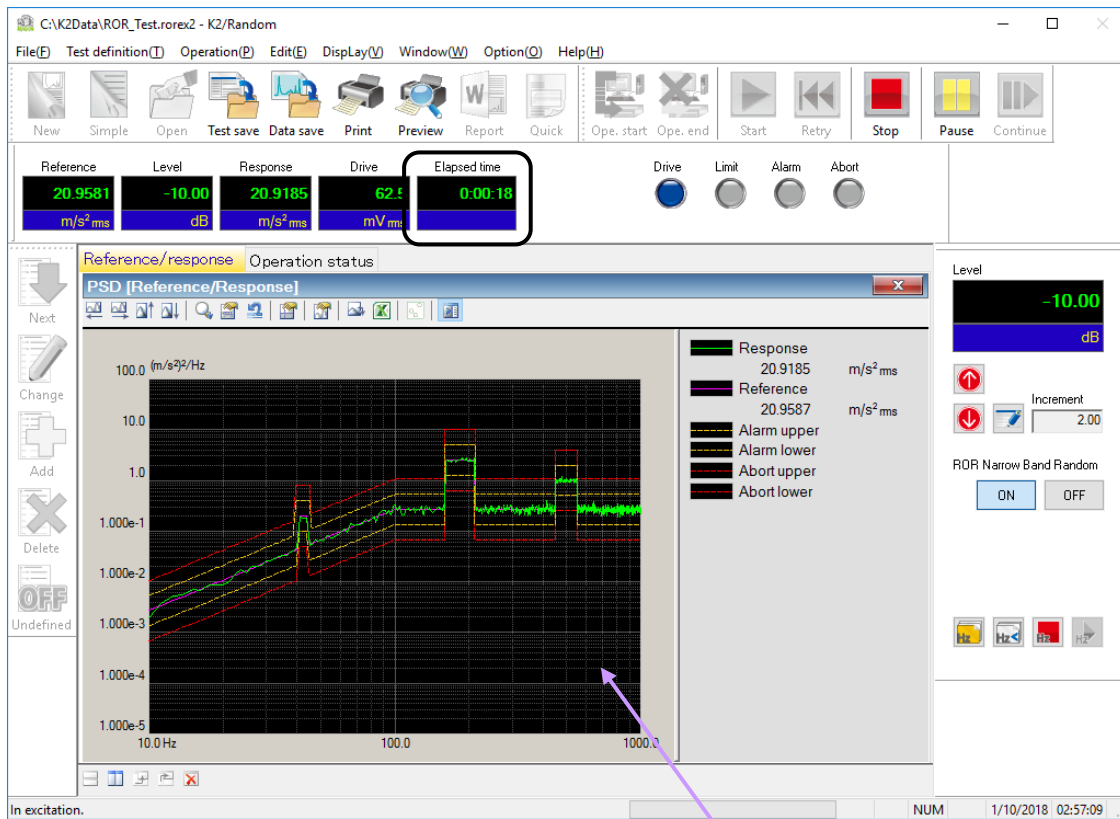 C:\K2Data\ROR_Test.rorex2 - K2/Random
File(F) Test definition(T) Operation(P) Edit(E) DispLay(V) Window(W) Option(O) Help(H)
New Simple Open Test save Data save Print Preview Report Quick Ope. start Ope. end Start Retry Stop Pause Continue
Reference Level Response Drive Elapsed time Drive Limit Alarm Abort
20.9581 -10.00 20.9185 62.5 0:00:18
m/s² rms dB m/s² rms mV rms
Reference/response Operation status
PSD [Reference/Response]
Next
Change
Add
Delete
OFF
Undefined
(m/s²)²/Hz
100.0
10.0
1.0
1.000e-1
1.000e-2
1.000e-3
1.000e-4
1.000e-5
10.0 Hz 100.0 1000.0
Response
20.9185 m/s² rms
Reference
20.9587 m/s² rms
Alarm upper
Alarm lower
Abort upper
Abort lower
Level
-10.00
dB
Increment
2.00
ROR Narrow Band Random
ON OFF
Hz Hz Hz Hz
In excitation. NUM 1/10/2018 02:57:09